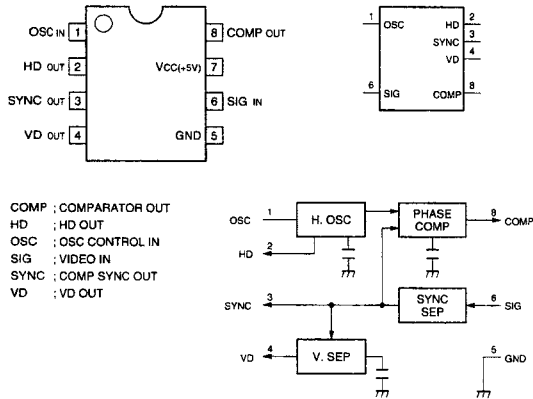 OSC IN 1 8 COMP OUT
HD OUT 2 VCC(+5V) 7
SYNC OUT 3 6 SIG IN
VD OUT 4 GND 5
1 OSC HD 2
SYNC 3
VD 4
6 SIG COMP 8
COMP ; COMPARATOR OUT
HD ; HD OUT
OSC ; OSC CONTROL IN
SIG ; VIDEO IN
SYNC ; COMP SYNC OUT
VD ; VD OUT
OSC 1 H. OSC PHASE COMP 8 COMP
HD 2
SYNC 3 SYNC SEP 6 SIG
VD 4 V. SEP 5 GND